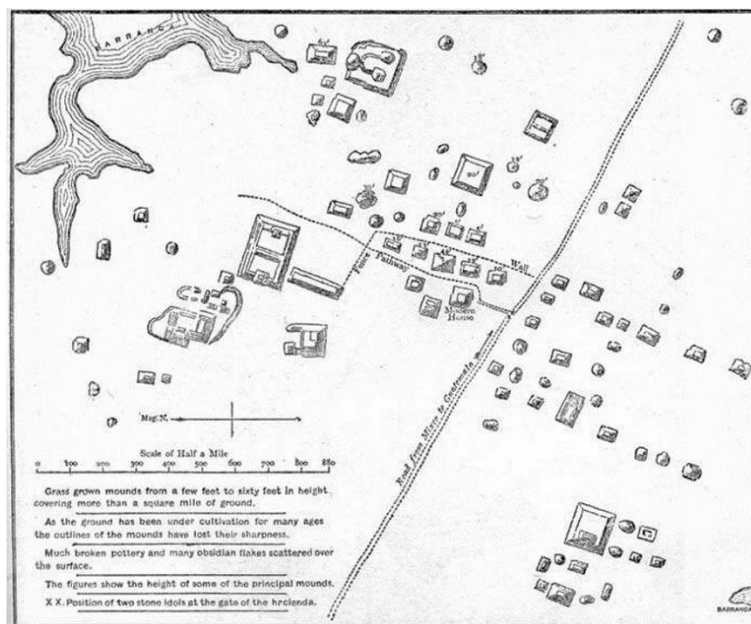 BARRANCA
20'
Fence
Pathway
Wall
Modern
House
Road from Mixco to Guatemala
Mag. N.
Scale of Half a Mile
0 100 200 300 400 500 600 700 800 880
Grass grown mounds from a few feet to sixty feet in height,
covering more than a square mile of ground.
As the ground has been under cultivation for many ages
the outlines of the mounds have lost their sharpness.
Much broken pottery and many obsidian flakes scattered over
the surface.
The figures show the height of some of the principal mounds.
X X. Position of two stone idols at the gate of the hacienda.
BARRANCA